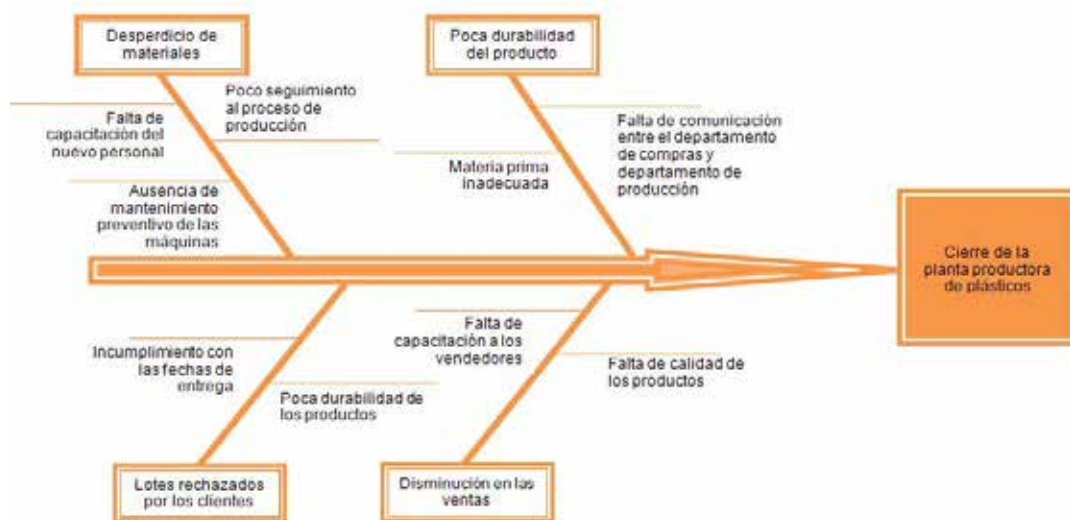 Desperdicio de
materiales
Poca durabilidad
del producto
Falta de
capacitación del
nuevo personal
Poco seguimiento
al proceso de
producción
Ausencia de
mantenimiento
preventivo de las
máquinas
Materia prima
inadecuada
Falta de comunicación
entre el departamento
de compras y
departamento de
producción
Cierre de la
planta productora
de plásticos
Incumplimiento con
las fechas de
entrega
Poca durabilidad de
los productos
Falta de
capacitación a los
vendedores
Falta de calidad de
los productos
Lotes rechazados
por los clientes
Disminución en las
ventas